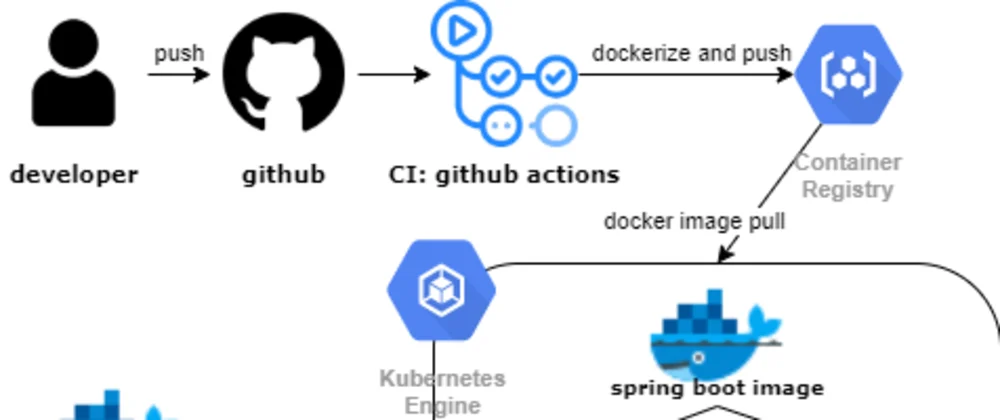 push
dockerize and push
developer
github
CI: github actions
Container
Registry
docker image pull
Kubernetes
Engine
spring boot image